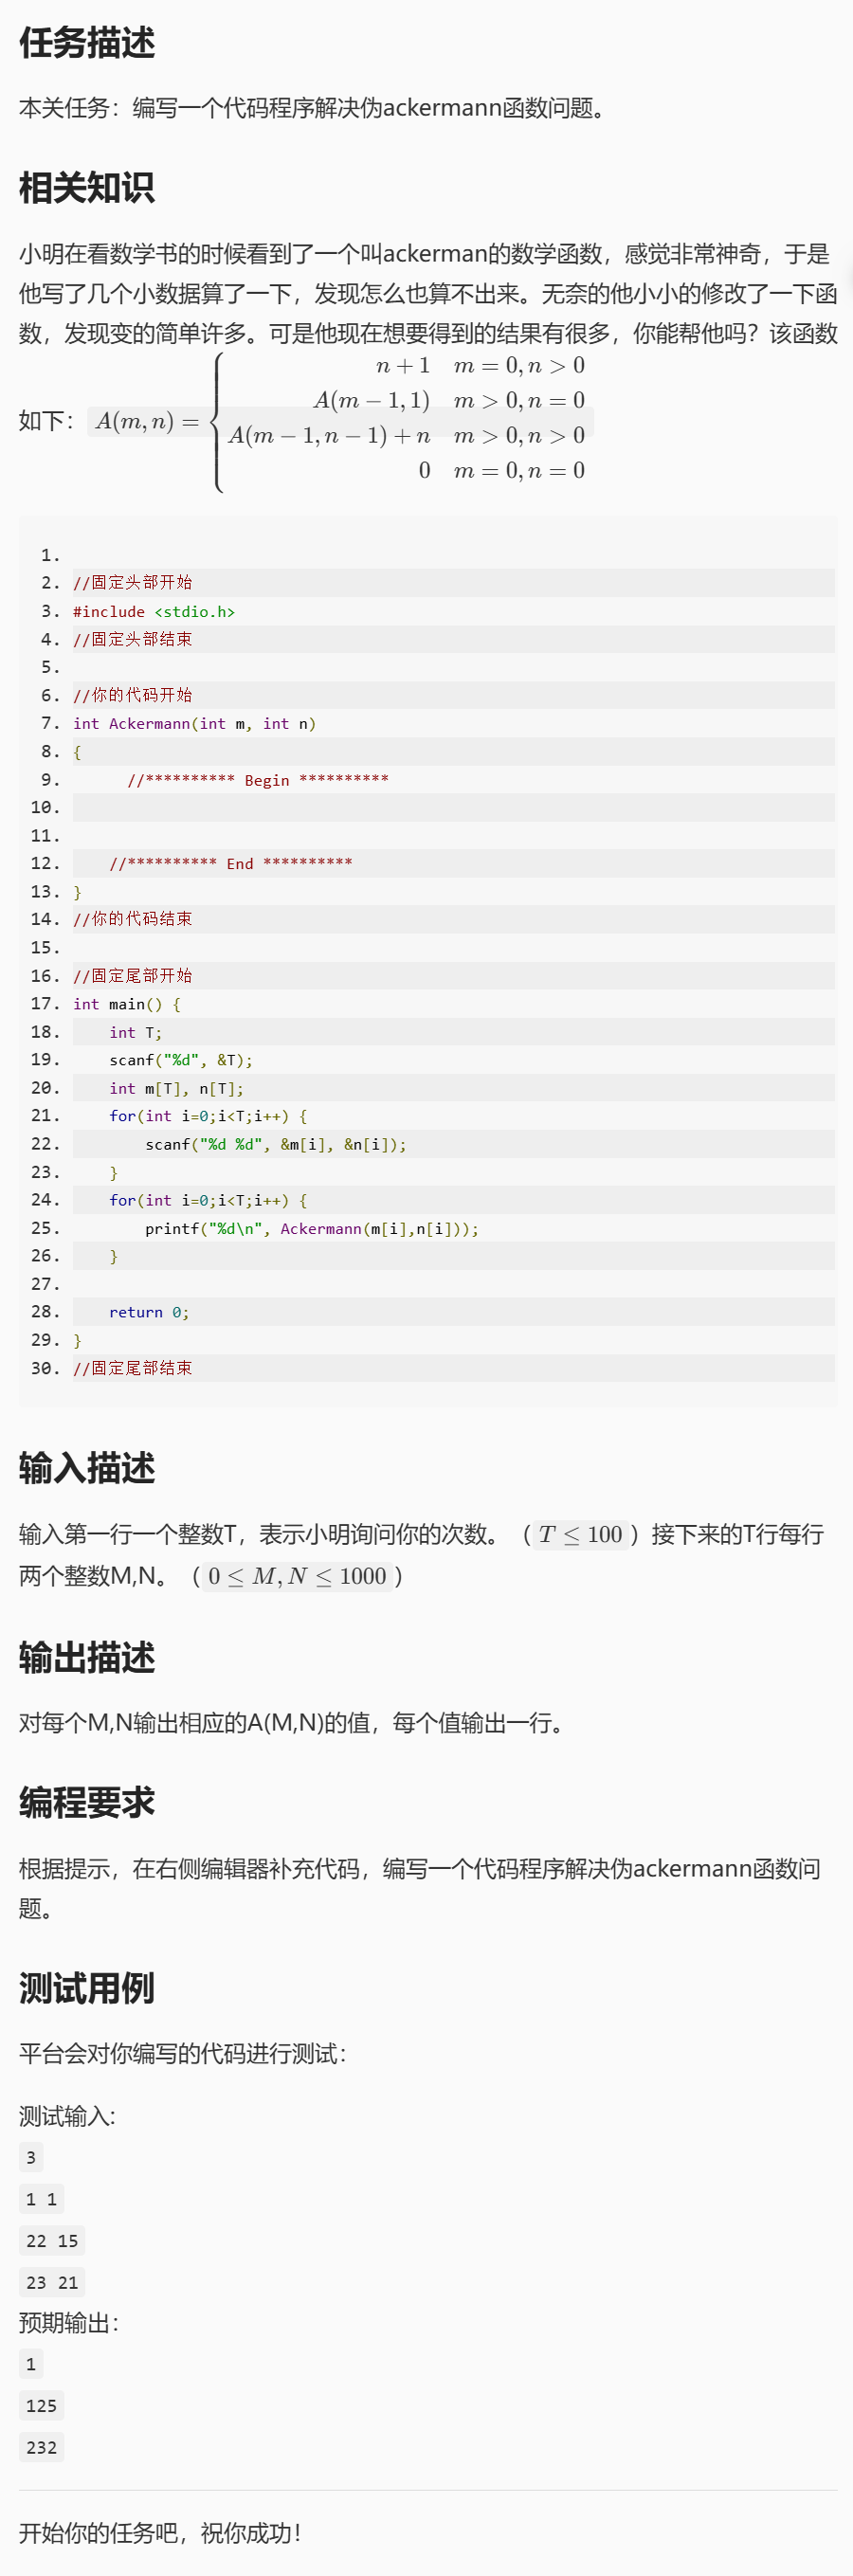 任务描述
本关任务：编写一个代码程序解决伪ackermann函数问题。
相关知识
小明在看数学书的时候看到了一个叫ackerman的数学函数，感觉非常神奇，于是
他写了几个小数据算了一下，发现怎么也算不出来。无奈的他小小的修改了一下函
数，发现变的简单许多。可是他现在想要得到的结果有很多，你能帮他吗？该函数
如下：A(m, n) = {
n + 1 m = 0, n > 0
A(m − 1, 1) m > 0, n = 0
A(m − 1, n − 1) + n m > 0, n > 0
0 m = 0, n = 0
1.
2. //固定头部开始
3. #include <stdio.h>
4. //固定头部结束
5.
6. //你的代码开始
7. int Ackermann(int m, int n)
8. {
9.       //********** Begin **********
10.
11.
12.     //********** End **********
13. }
14. //你的代码结束
15.
16. //固定尾部开始
17. int main() {
18.     int T;
19.     scanf("%d", &T);
20.     int m[T], n[T];
21.     for(int i=0;i<T;i++) {
22.         scanf("%d %d", &m[i], &n[i]);
23.     }
24.     for(int i=0;i<T;i++) {
25.         printf("%d\n", Ackermann(m[i],n[i]));
26.     }
27.
28.     return 0;
29. }
30. //固定尾部结束
输入描述
输入第一行一个整数T，表示小明询问你的次数。（T ≤ 100）接下来的T行每行
两个整数M,N。（0 ≤ M, N ≤ 1000）
输出描述
对每个M,N输出相应的A(M,N)的值，每个值输出一行。
编程要求
根据提示，在右侧编辑器补充代码，编写一个代码程序解决伪ackermann函数问
题。
测试用例
平台会对你编写的代码进行测试：
测试输入：
3
1 1
22 15
23 21
预期输出：
1
125
232
开始你的任务吧，祝你成功！